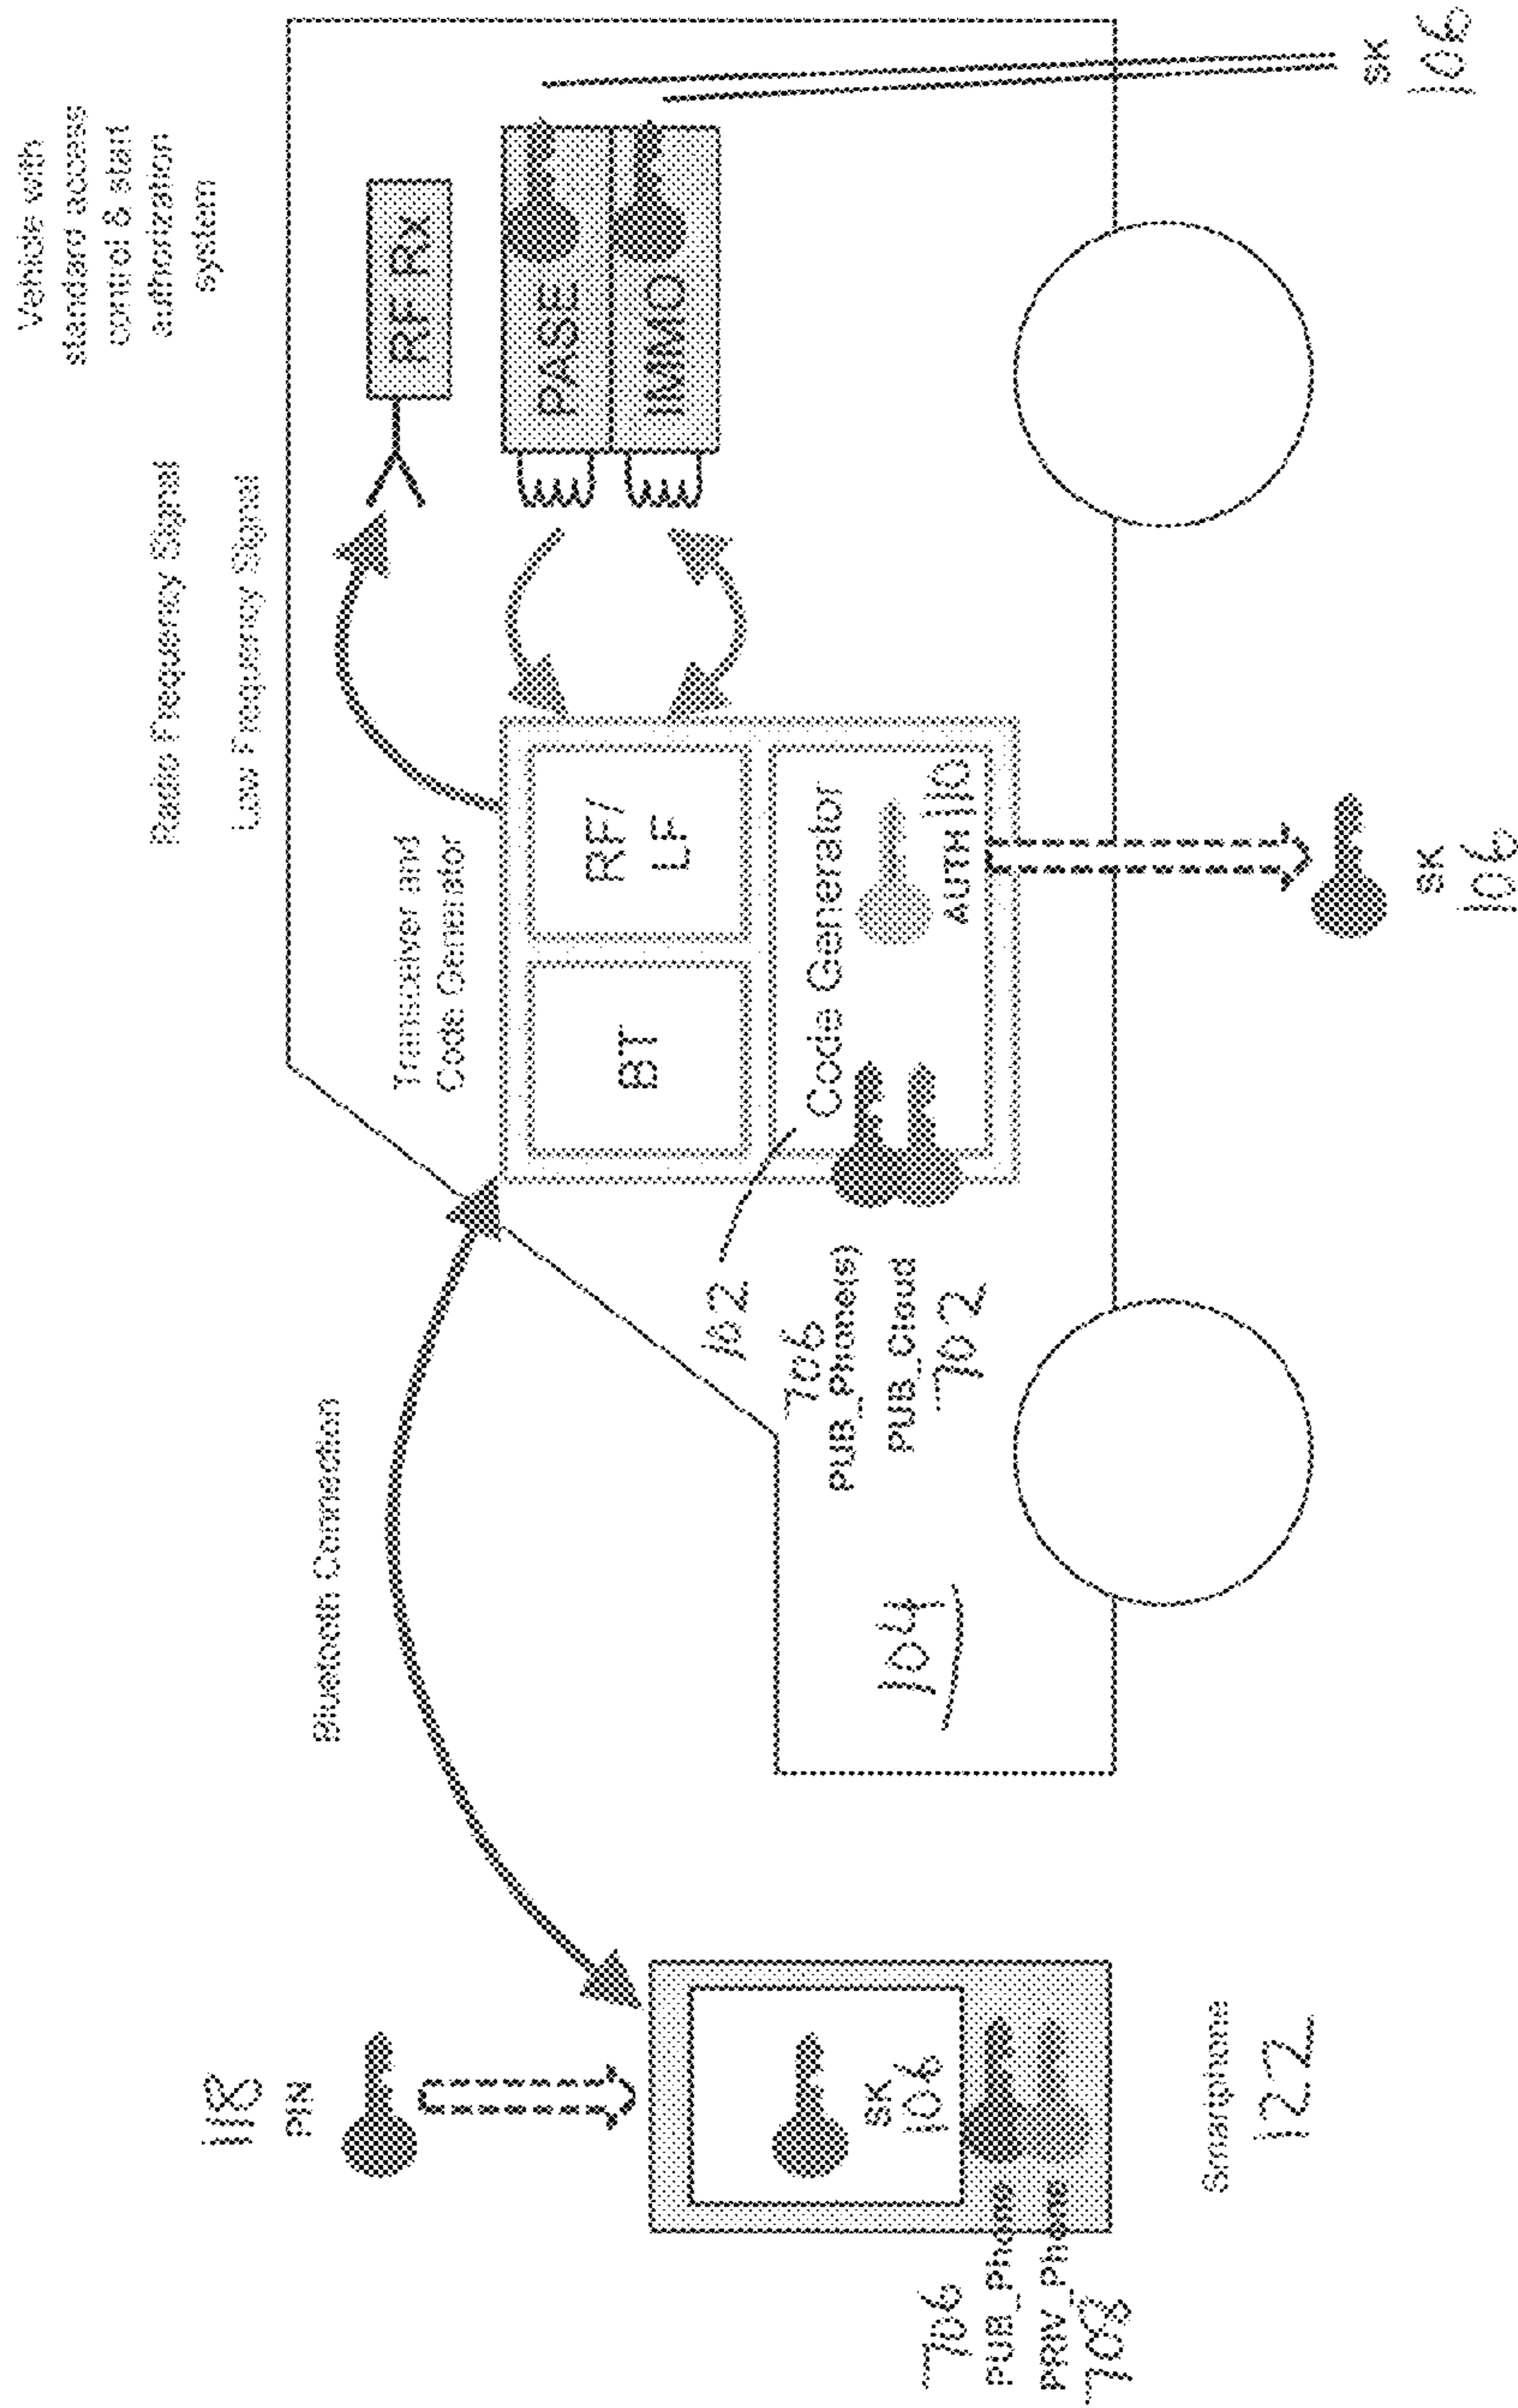 Vehicle with
standard access
control & start
authorization
system
Radio Frequency Signal
Low Frequency Signal
RF Rx
PASE
IMMO
SK
106
Transceiver and
Code Generator
BT
RF/
LF
Code Generator
AUTH 110
102
706
PUB_Phone(s)
PUB_Cloud
702
SK
106
104
Bluetooth Connection
118
PIN
SK
106
706
PUB_Phone
PRIV_Phone
708
Smartphone
122